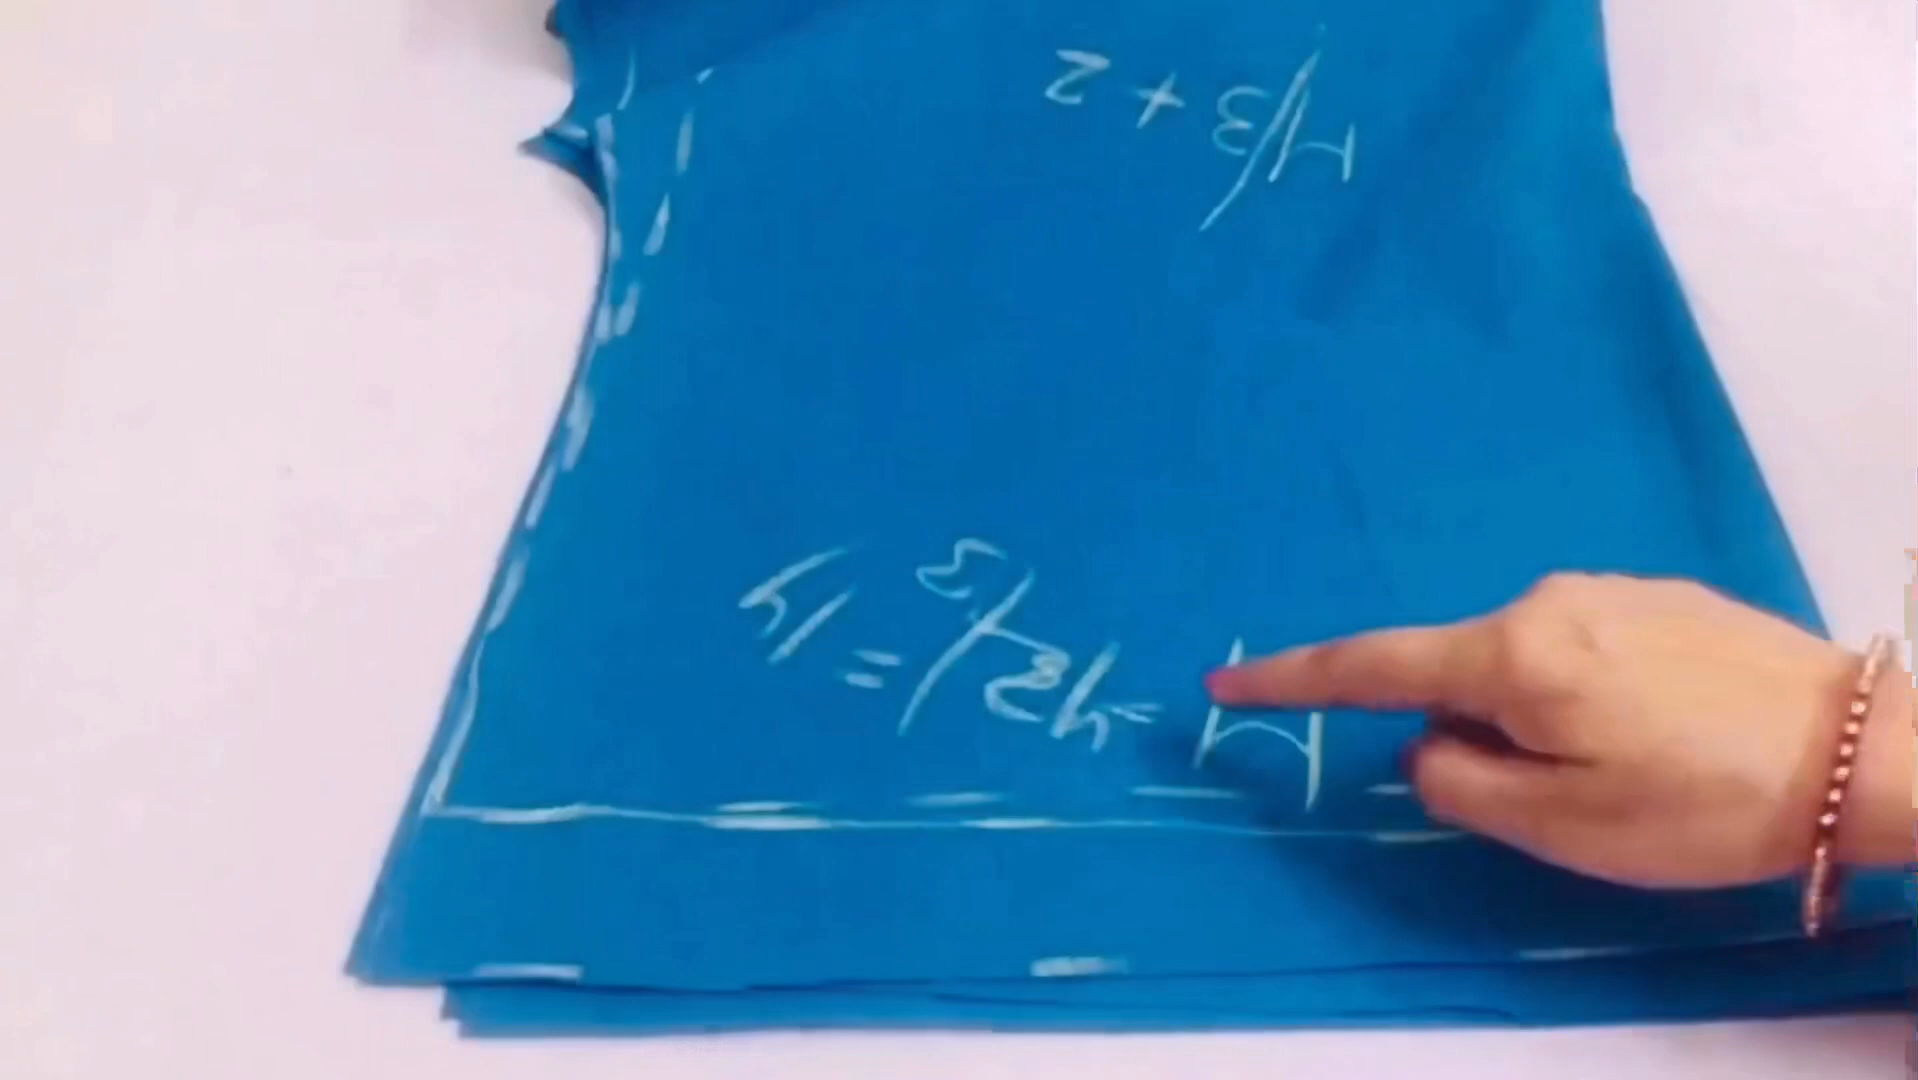 H - 42/3 = 14
H/3 + 2